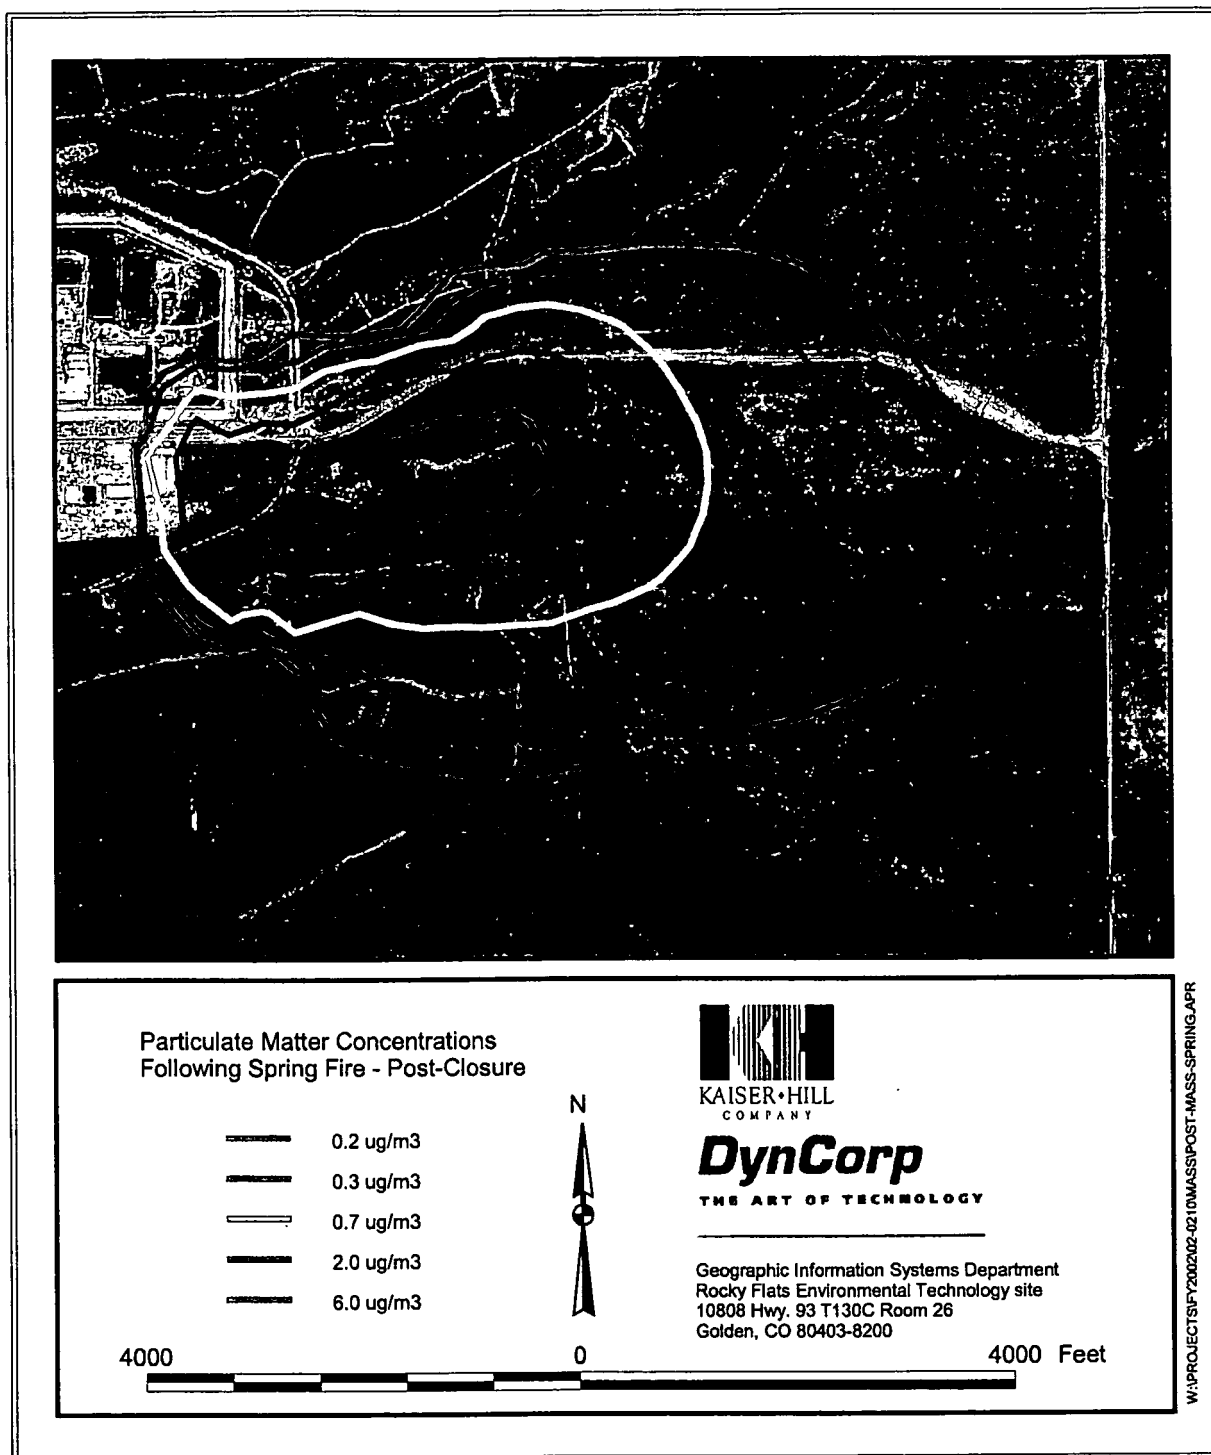 Particulate Matter Concentrations
Following Spring Fire - Post-Closure
0.2 ug/m3
0.3 ug/m3
0.7 ug/m3
2.0 ug/m3
6.0 ug/m3
N
KAISER♦HILL
COMPANY
DynCorp
THE ART OF TECHNOLOGY
Geographic Information Systems Department
Rocky Flats Environmental Technology site
10808 Hwy. 93 T130C Room 26
Golden, CO 80403-8200
4000 0 4000 Feet
W:\PROJECTS\FY2002\02-0210\MASS\POST-MASS-SPRING.APR